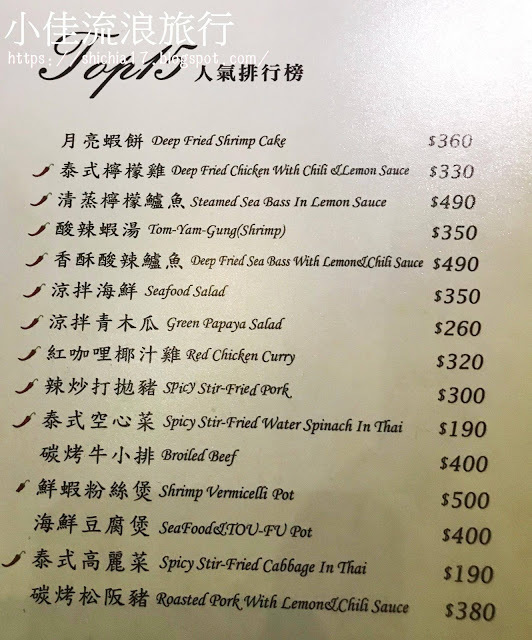 小佳流浪旅行
https://shichia17.blogspot.com/
Top15 人氣排行榜
月亮蝦餅 Deep Fried Shrimp Cake $360
泰式檸檬雞 Deep Fried Chicken With Chili &Lemon Sauce $330
清蒸檸檬鱸魚 Steamed Sea Bass In Lemon Sauce $490
酸辣蝦湯 Tom-Yam-Gung(Shrimp) $350
香酥酸辣鱸魚 Deep Fried Sea Bass With Lemon&Chili Sauce $490
涼拌海鮮 Seafood Salad $350
涼拌青木瓜 Green Papaya Salad $260
紅咖哩椰汁雞 Red Chicken Curry $320
辣炒打拋豬 Spicy Stir-Fried Pork $300
泰式空心菜 Spicy Stir-Fried Water Spinach In Thai $190
碳烤牛小排 Broiled Beef $400
鮮蝦粉絲煲 Shrimp Vermicelli Pot $500
海鮮豆腐煲 SeaFood&TOU-FU Pot $400
泰式高麗菜 Spicy Stir-Fried Cabbage In Thai $190
碳烤松阪豬 Roasted Pork With Lemon&Chili Sauce $380